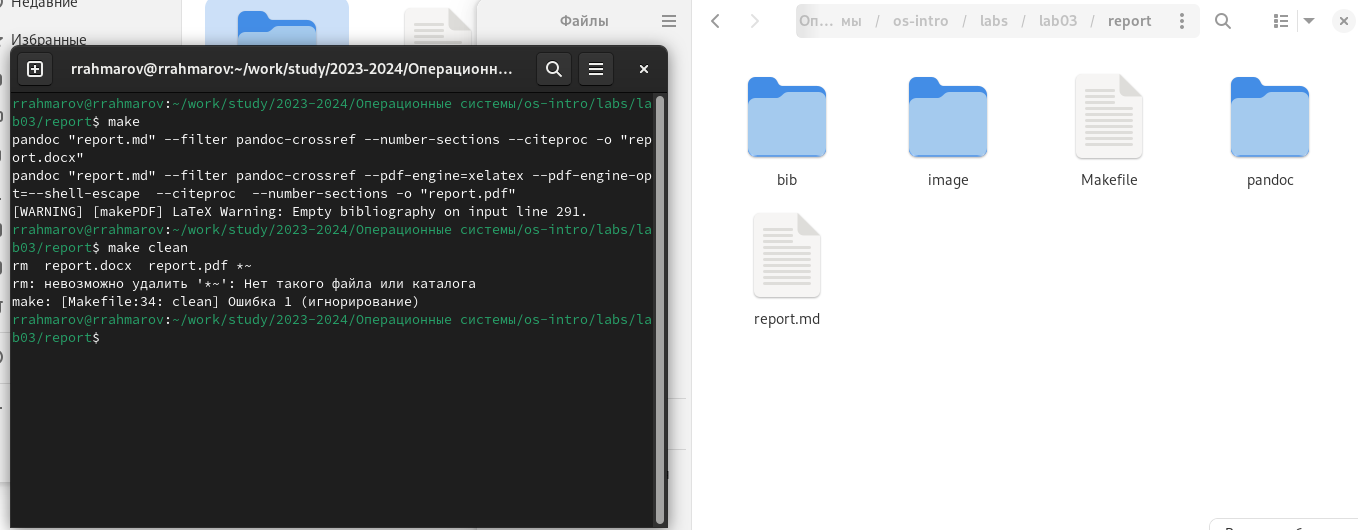 Недавние
Избранные
Файлы
rrahmarov@rrahmarov:~/work/study/2023-2024/Операционн...
rrahmarov@rrahmarov:~/work/study/2023-2024/Операционные системы/os-intro/labs/la
b03/report$ make
pandoc "report.md" --filter pandoc-crossref --number-sections --citeproc -o "rep
ort.docx"
pandoc "report.md" --filter pandoc-crossref --pdf-engine=xelatex --pdf-engine-op
t=--shell-escape  --citeproc  --number-sections -o "report.pdf"
[WARNING] [makePDF] LaTeX Warning: Empty bibliography on input line 291.
rrahmarov@rrahmarov:~/work/study/2023-2024/Операционные системы/os-intro/labs/la
b03/report$ make clean
rm  report.docx  report.pdf *~
rm: невозможно удалить '*~': Нет такого файла или каталога
make: [Makefile:34: clean] Ошибка 1 (игнорирование)
rrahmarov@rrahmarov:~/work/study/2023-2024/Операционные системы/os-intro/labs/la
b03/report$
Оп... мы / os-intro / labs / lab03 / report
bib
image
Makefile
pandoc
report.md